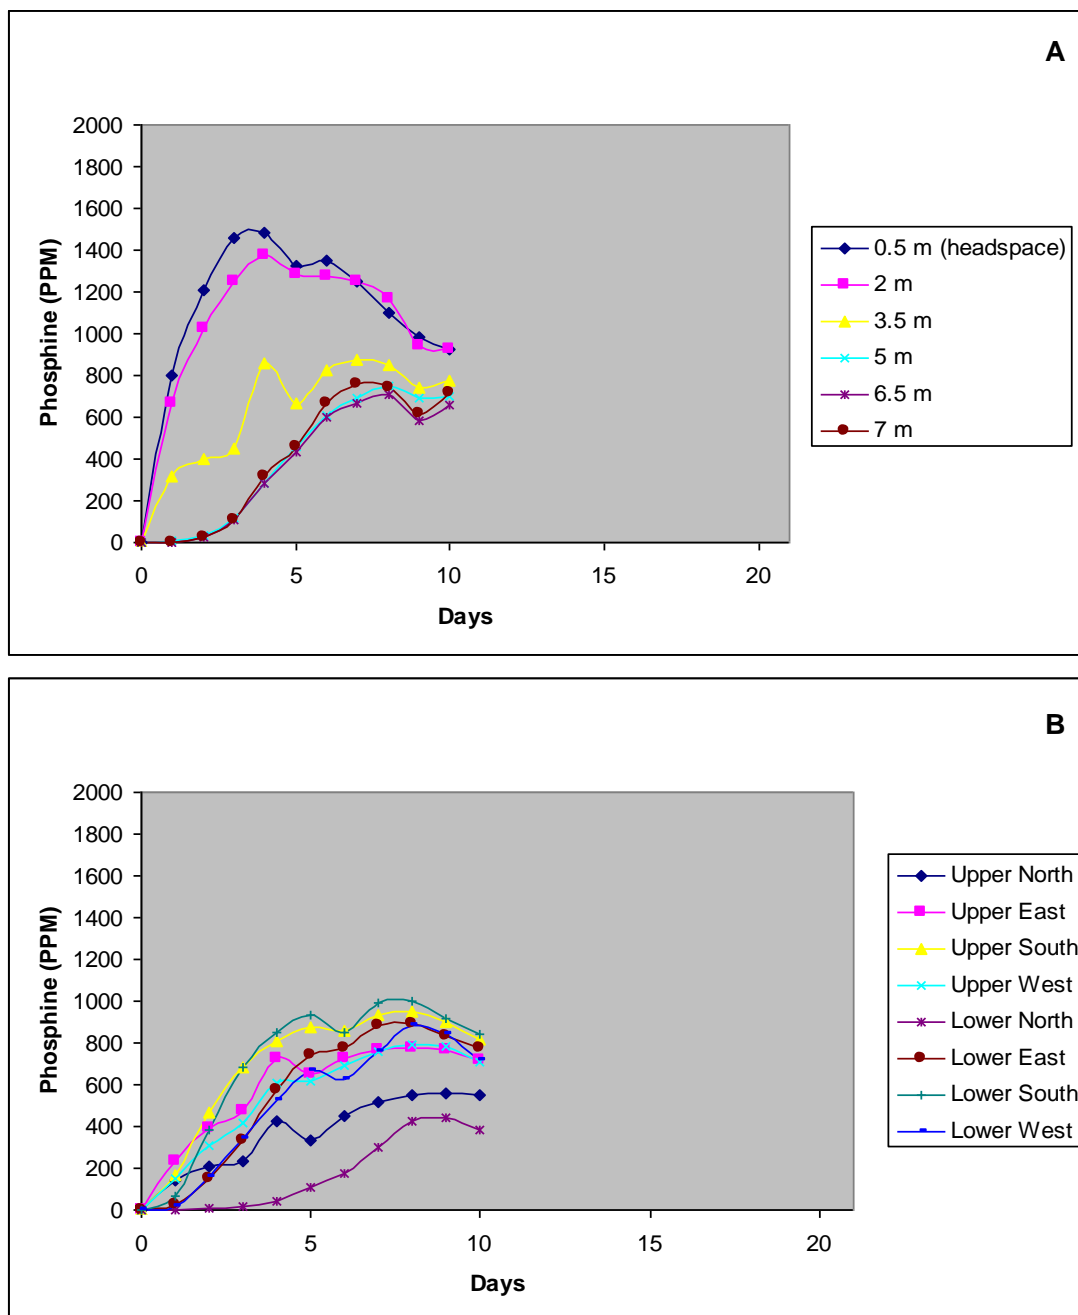 A
Phosphine (PPM)
2000
1800
1600
1400
1200
1000
800
600
400
200
0
0 5 10 15 20
Days
0.5 m (headspace)
2 m
3.5 m
5 m
6.5 m
7 m
B
Phosphine (PPM)
2000
1800
1600
1400
1200
1000
800
600
400
200
0
0 5 10 15 20
Days
Upper North
Upper East
Upper South
Upper West
Lower North
Lower East
Lower South
Lower West